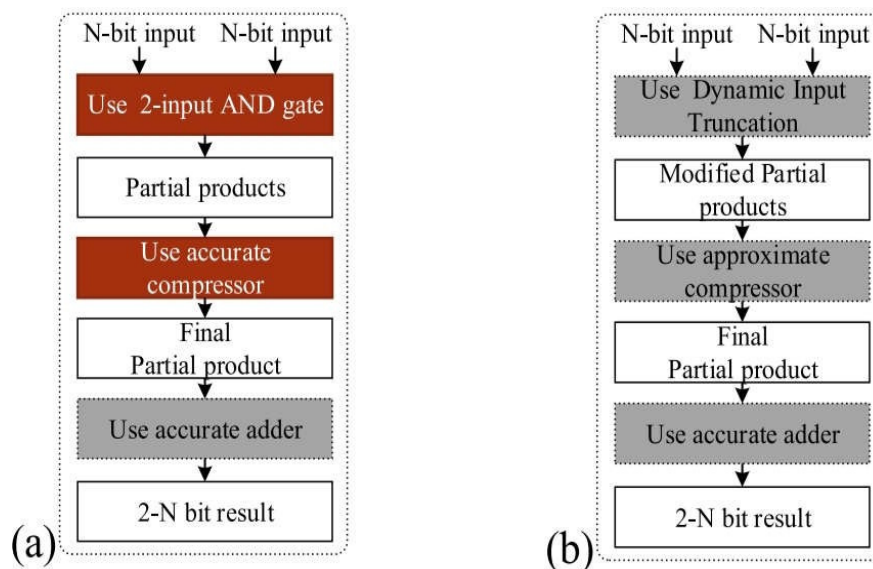 N-bit input N-bit input
Use 2-input AND gate
Partial products
Use accurate
compressor
Final
Partial product
Use accurate adder
2-N bit result
(a)
N-bit input N-bit input
Use Dynamic Input
Truncation
Modified Partial
products
Use approximate
compressor
Final
Partial product
Use accurate adder
2-N bit result
(b)